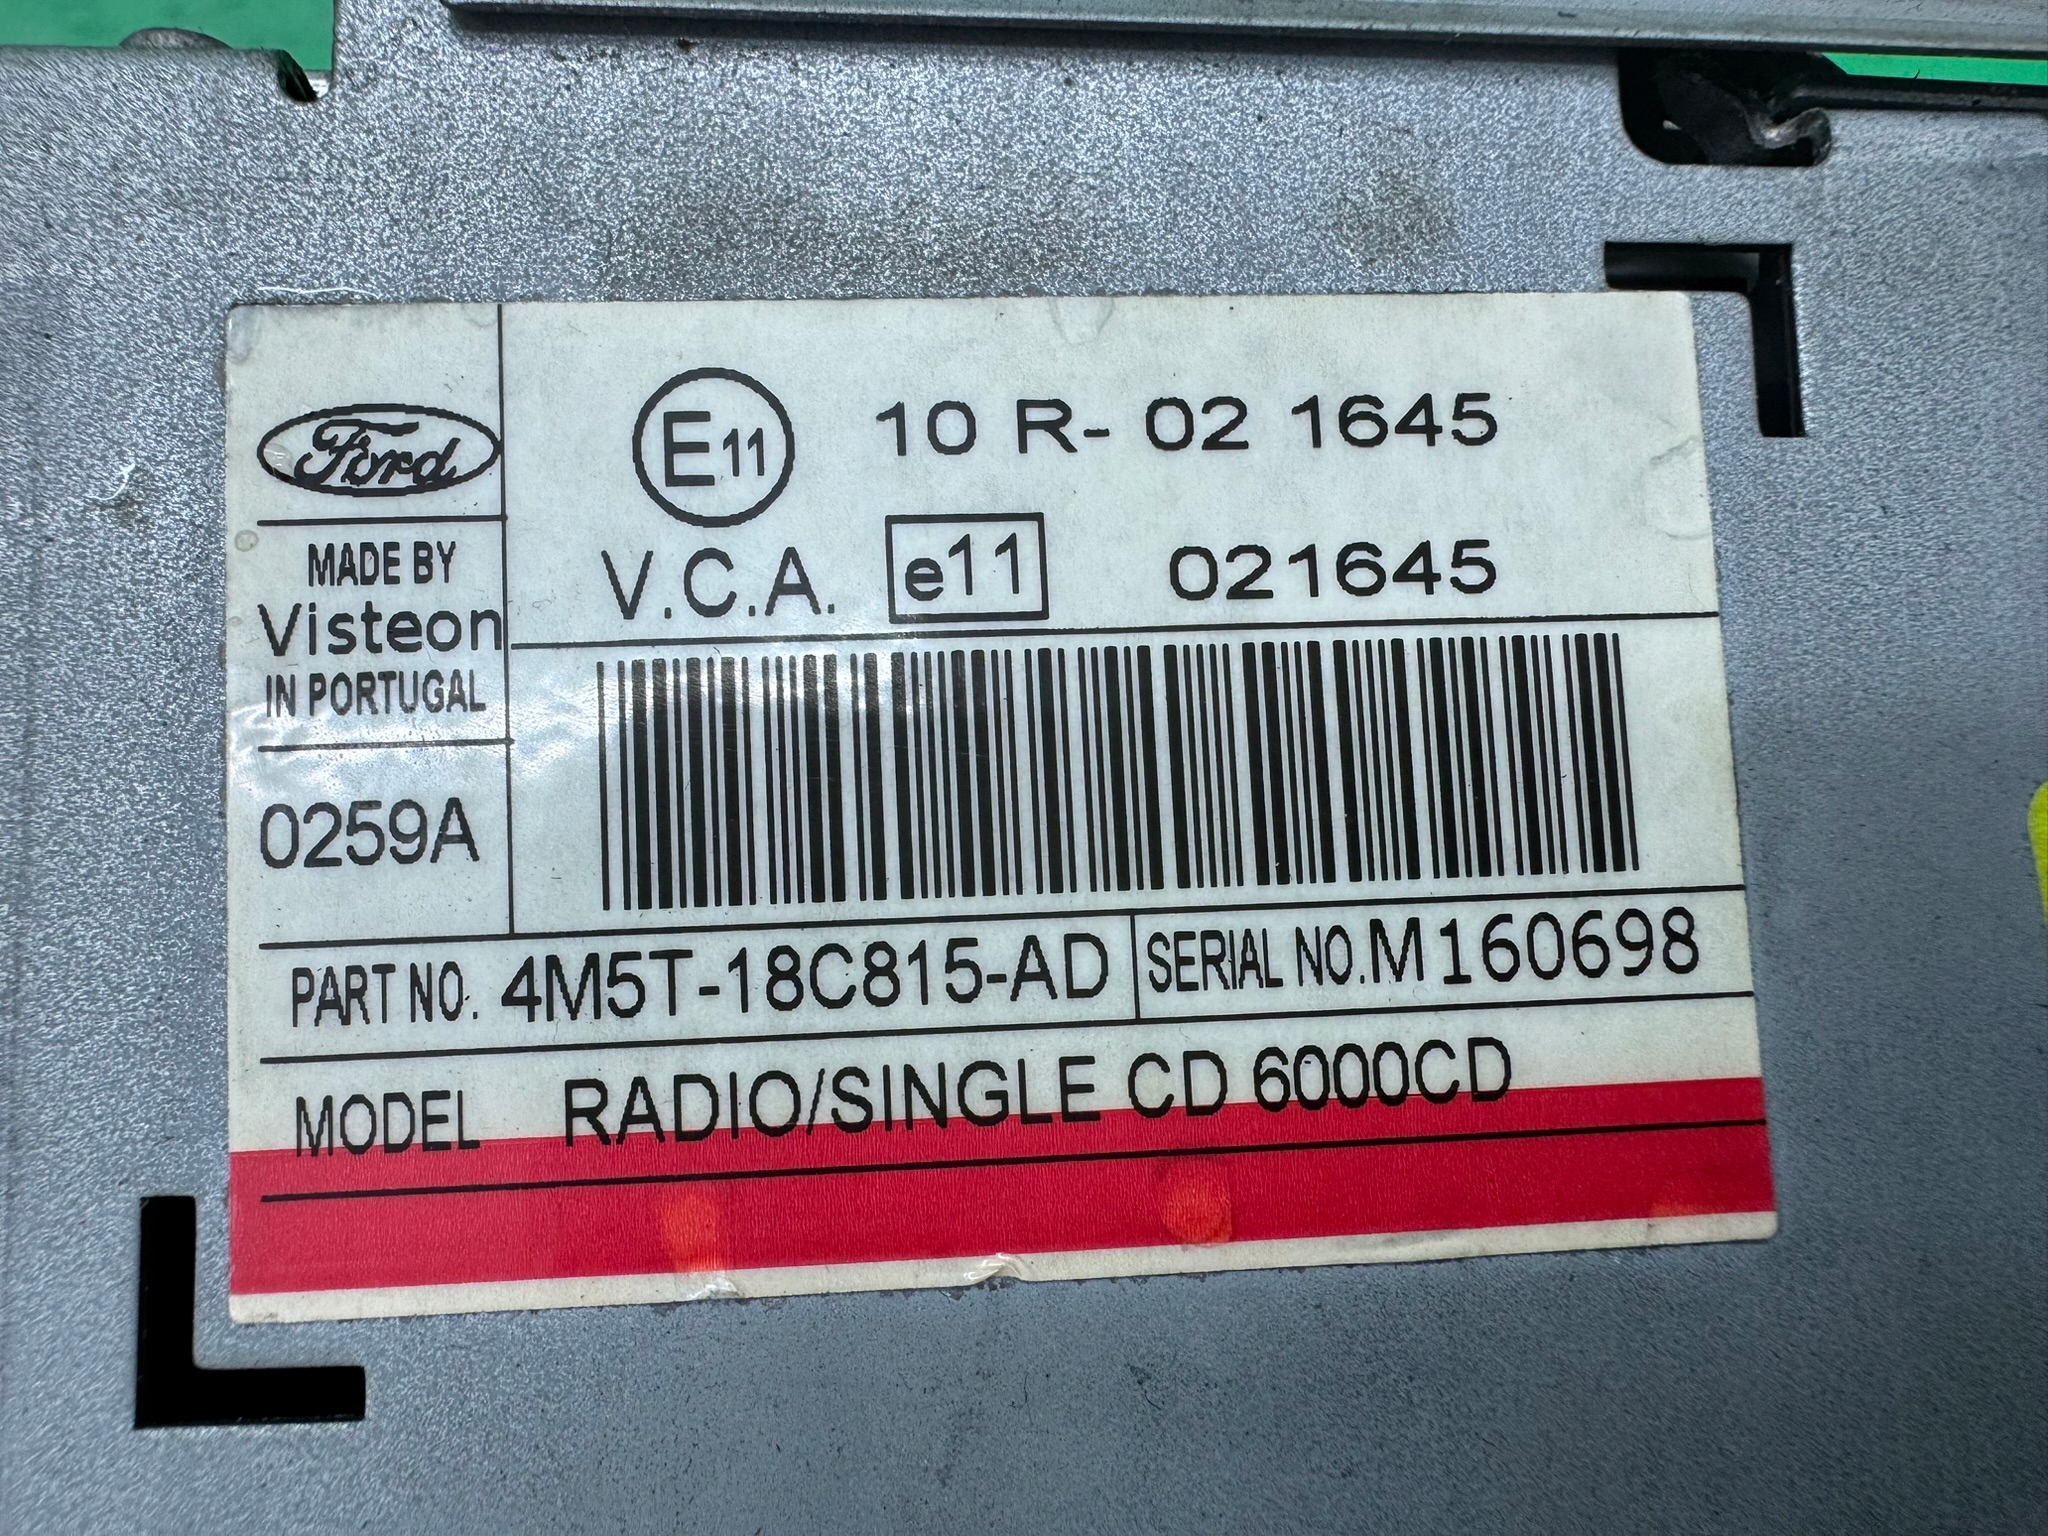 Ford
MADE BY
Visteon
IN PORTUGAL
0259A
E11 10 R- 02 1645
V.C.A. e11 021645
PART NO. 4M5T-18C815-AD
SERIAL NO. M160698
MODEL RADIO/SINGLE CD 6000CD